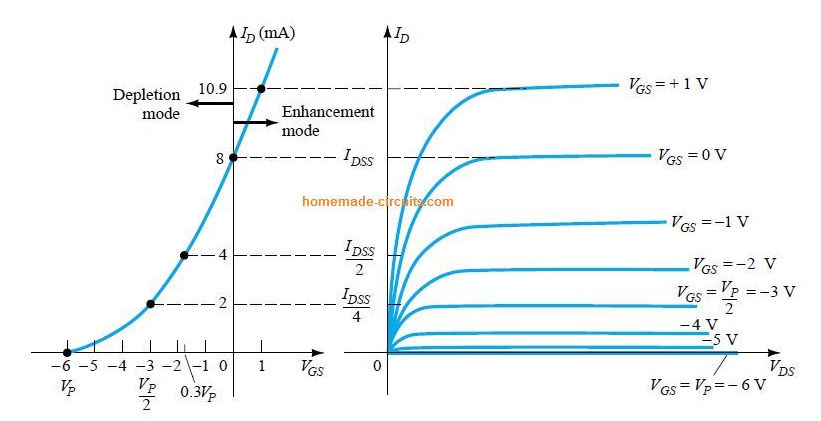 I_D (mA)
I_D
10.9
V_GS = + 1 V
Depletion
mode
Enhancement
mode
8
I_DSS
V_GS = 0 V
homemade-circuits.com
V_GS = –1 V
4
I_DSS
2
V_GS = –2 V
2
I_DSS
4
V_GS = V_P/2 = –3 V
–4 V
–5 V
–6 –5 –4 –3 –2 –1 0 1 V_GS
0
V_DS
V_P
V_P
2
0.3V_P
V_GS = V_P = – 6 V